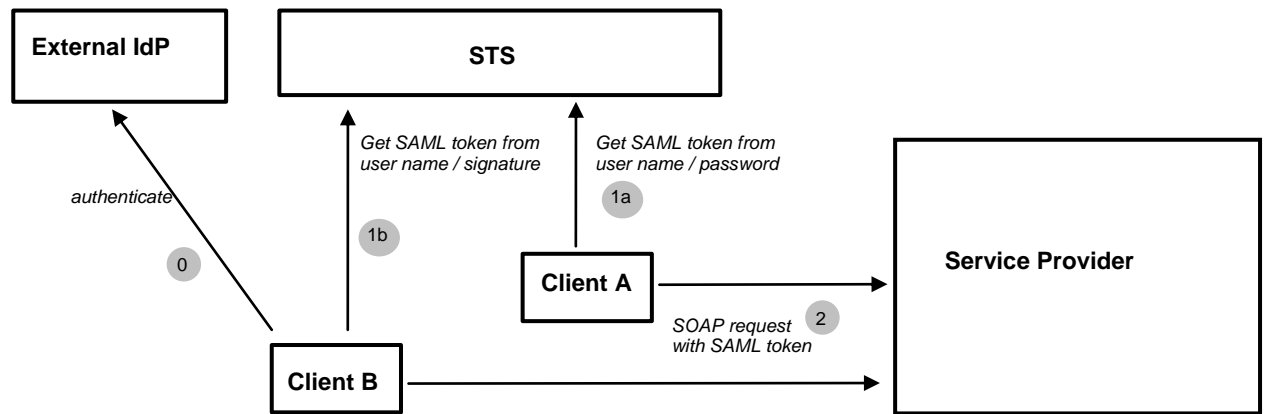 External IdP
STS
Get SAML token from
user name / signature
Get SAML token from
user name / password
authenticate
1a
1b
0
Service Provider
Client A
2
SOAP request
with SAML token
Client B